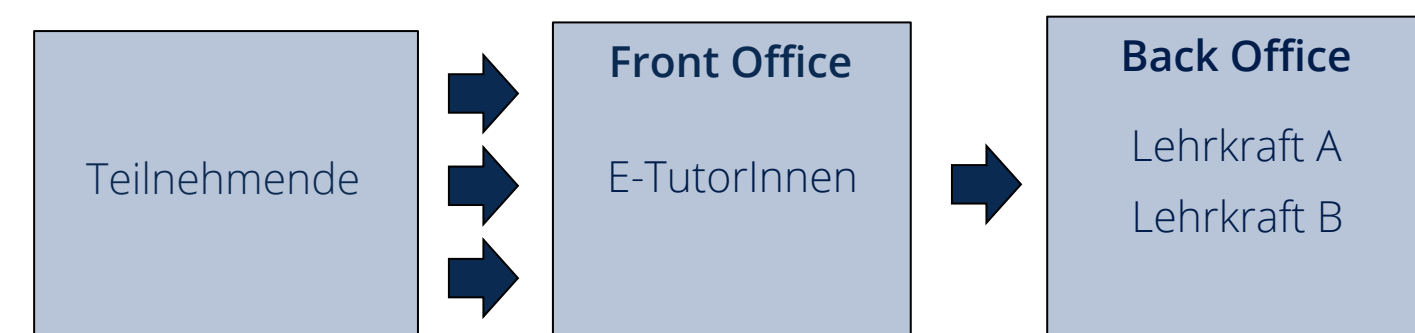 Teilnehmende
Front Office
E-TutorInnen
Back Office
Lehrkraft A
Lehrkraft B